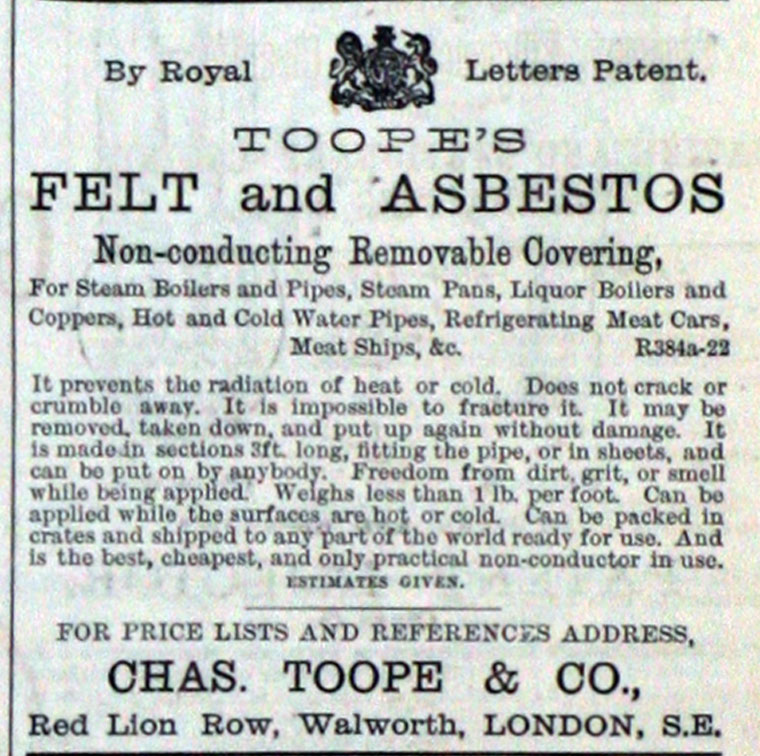 By Royal Letters Patent.
TOOPE'S
FELT and ASBESTOS
Non-conducting Removable Covering,
For Steam Boilers and Pipes, Steam Pans, Liquor Boilers and
Coppers, Hot and Cold Water Pipes, Refrigerating Meat Cars,
Meat Ships, &c. R384a-22
It prevents the radiation of heat or cold. Does not crack or
crumble away. It is impossible to fracture it. It may be
removed, taken down, and put up again without damage. It
is made in sections 3ft. long, fitting the pipe, or in sheets, and
can be put on by anybody. Freedom from dirt, grit, or smell
while being applied. Weighs less than 1 lb. per foot. Can be
applied while the surfaces are hot or cold. Can be packed in
crates and shipped to any part of the world ready for use. And
is the best, cheapest, and only practical non-conductor in use.
ESTIMATES GIVEN.
FOR PRICE LISTS AND REFERENCES ADDRESS,
CHAS. TOOPE & CO.,
Red Lion Row, Walworth, LONDON, S.E.